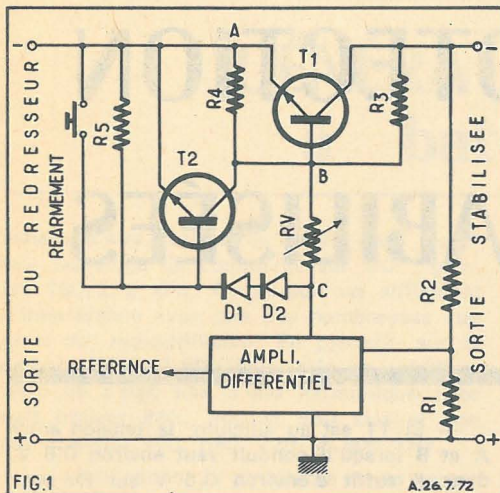 A
T1
- -
R4
R3
R5
T2
B
RV
DU REDRESSEUR
REARMEMENT
STABILISEE
D1 D2
C
R2
SORTIE
REFERENCE
AMPLI.
DIFFERENTIEL
SORTIE
R1
+ +
FIG.1
A.26.7.72